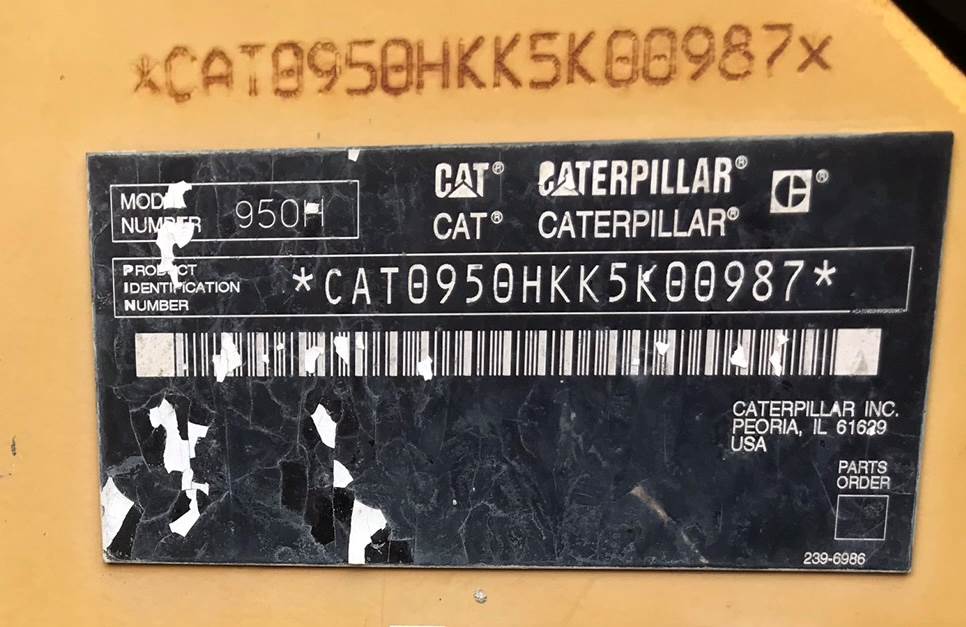 *CAT0950HKK5K00987*
CAT® CATERPILLAR® ®
MODEL NUMBER 950H
CAT® CATERPILLAR®
PRODUCT
IDENTIFICATION
NUMBER
*CAT0950HKK5K00987*
CATERPILLAR INC.
PEORIA, IL 61629
USA
PARTS
ORDER
239-6986